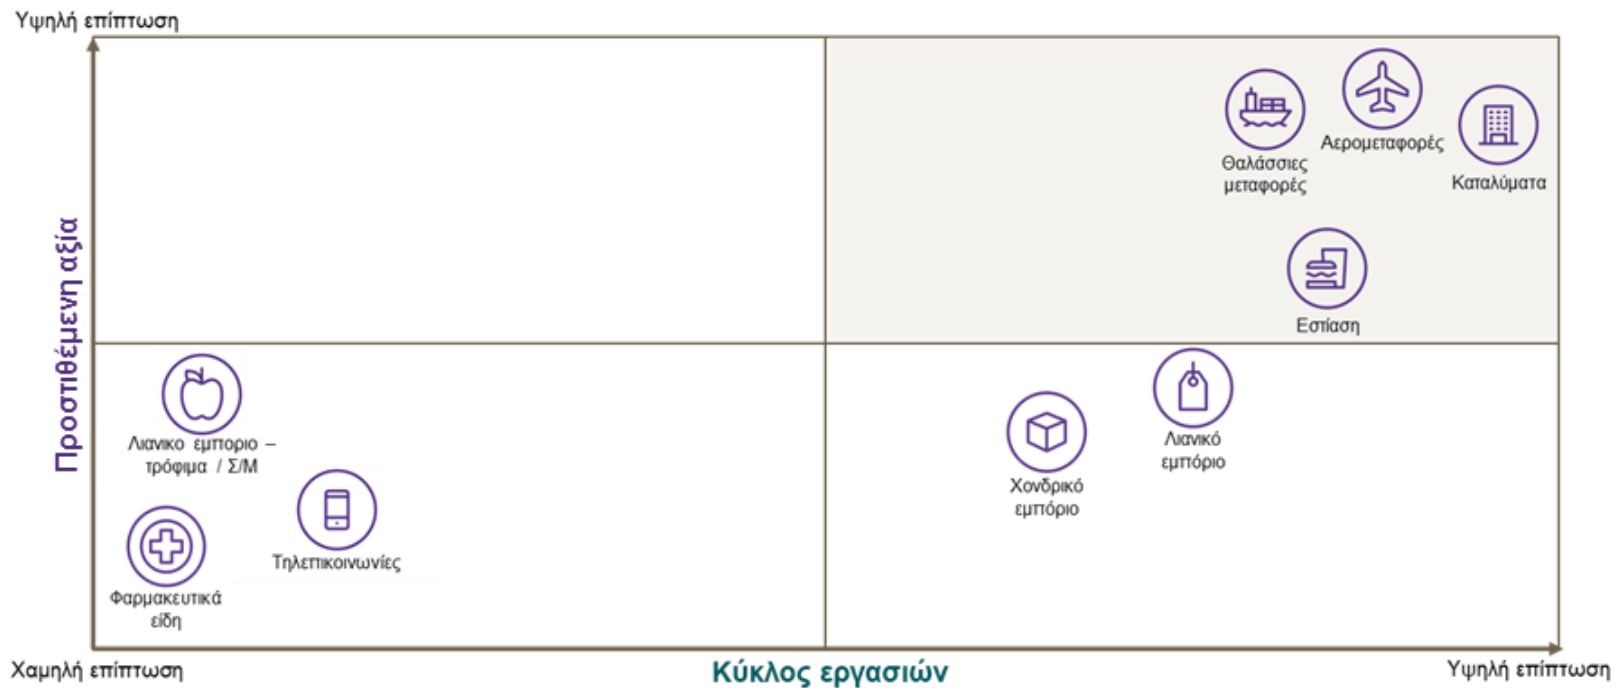 Υψηλή επίπτωση
Προστιθέμενη αξία
Θαλάσσιες
μεταφορές
Αερομεταφορές
Καταλύματα
Εστίαση
Λιανικο εμποριο –
τρόφιμα / Σ/Μ
Τηλεπικοινωνίες
Φαρμακευτικά
είδη
Χονδρικό
εμπόριο
Λιανικό
εμπόριο
Χαμηλή επίπτωση
Κύκλος εργασιών
Υψηλή επίπτωση